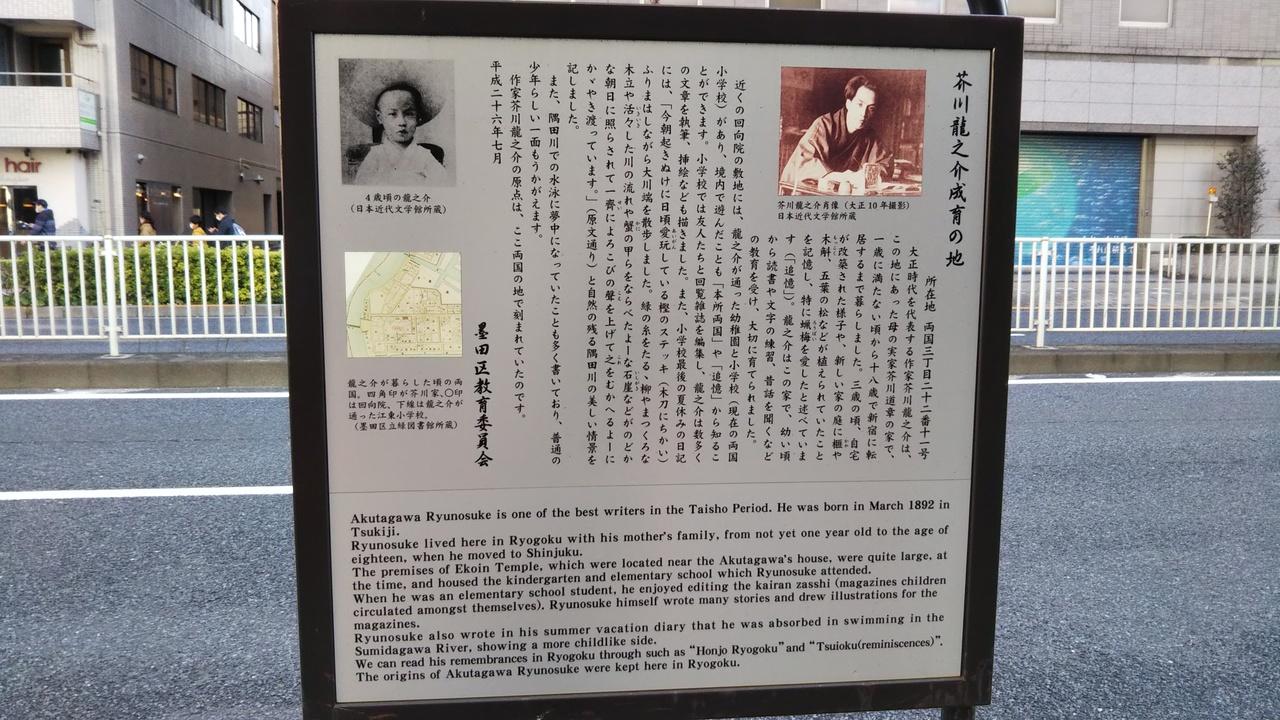 芥川龍之介成育の地
所在地　両国三丁目二十二番十一号
大正時代を代表する作家芥川龍之介は、
この地にあった母の実家芥川道章の家で、
一歳に満たない頃から十八歳で新宿に転
居するまで暮らしました。三歳の頃、自宅
が改築された様子や、新しい家の庭に榧や
木斛、五葉の松などが植えられていたこと
を記憶し、特に蝋梅を愛したと述べていま
す（「追憶」）。龍之介はこの家で、幼い頃
から読書や文字の練習、昔話を聞くなど
の教育を受け、大切に育てられました。
近くの回向院の敷地には、龍之介が通った幼稚園と小学校（現在の両国
小学校）があり、境内で遊んだことも「本所両国」や「追憶」から知るこ
とができます。小学校では友人たちと回覧雑誌を編集し、龍之介は数多く
の文章を執筆、挿絵なども描きました。また、小学校最後の夏休みの日記
には、「今朝起きぬけに日頃愛玩している樫のステッキ（木刀にちかい）
ふりまはしながら大川端を散歩しました。緑の糸をたる、柳やまつくろな
木立や活々した川の流れや蟹の甲らをならべたよーな石崖などがのどか
な朝日に照らされて一齊によろこびの聲を上げて之をむかへるよーに
かゞやき渡っています。」（原文通り）と自然の残る隅田川の美しい情景を
記しました。
また、隅田川での水泳に夢中になっていたことも多く書いており、普通の
少年らしい一面もうかがえます。
作家芥川龍之介の原点は、ここ両国の地で刻まれていたのです。
平成二十六年七月
墨田区教育委員会
芥川龍之介肖像（大正10年撮影）
日本近代文学館所蔵
4歳頃の龍之介
（日本近代文学館所蔵）
龍之介が暮らした頃の両
国。四角印が芥川家、〇印
は回向院、下線は龍之介が
通った江東小学校。
（墨田区立緑図書館所蔵）
Akutagawa Ryunosuke is one of the best writers in the Taisho Period. He was born in March 1892 in
Tsukiji.
Ryunosuke lived here in Ryogoku with his mother's family, from not yet one year old to the age of
eighteen, when he moved to Shinjuku.
The premises of Ekoin Temple, which were located near the Akutagawa's house, were quite large, at
the time, and housed the kindergarten and elementary school which Ryunosuke attended.
When he was an elementary school student, he enjoyed editing the kairan zasshi (magazines children
circulated amongst themselves). Ryunosuke himself wrote many stories and drew illustrations for the
magazines.
Ryunosuke also wrote in his summer vacation diary that he was absorbed in swimming in the
Sumidagawa River, showing a more childlike side.
We can read his remembrances in Ryogoku through such as “Honjo Ryogoku” and “Tsuioku(reminiscences)”.
The origins of Akutagawa Ryunosuke were kept here in Ryogoku.
hair